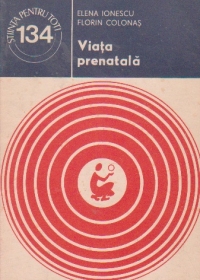 ELENA IONESCU
FLORIN COLONAȘ
ȘTIINȚA PENTRU TOȚI
134
Viața
prenatală